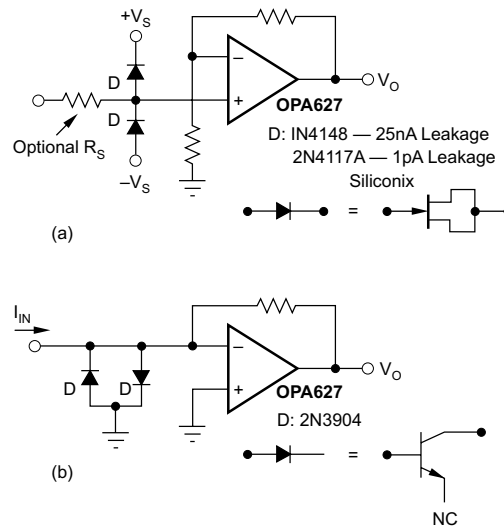 +V_S
D
D
−V_S
Optional R_S
−
+
V_O
OPA627
D: IN4148 — 25nA Leakage
2N4117A — 1pA Leakage
Siliconix
=
(a)
I_IN
D
D
−
+
V_O
OPA627
D: 2N3904
=
NC
(b)